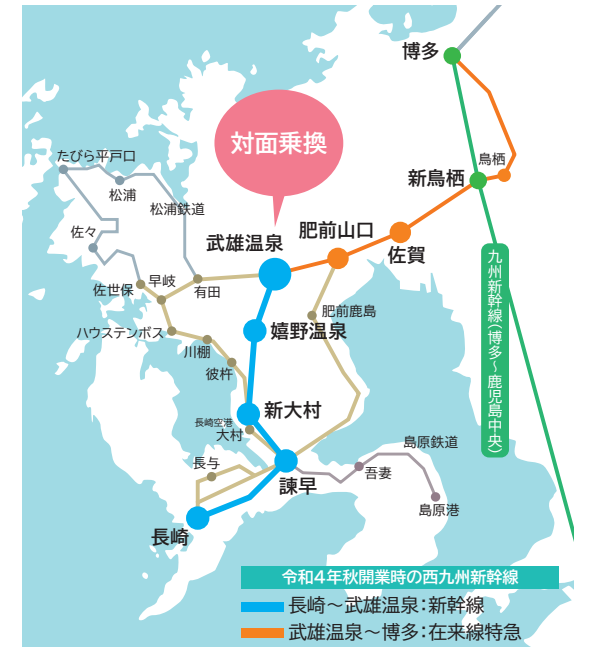 博多
対面乗換
鳥栖
新鳥栖
たびら平戸口
松浦
松浦鉄道
肥前山口
武雄温泉
佐賀
佐々
早岐
佐世保
有田
九州新幹線(博多〜鹿児島中央)
肥前鹿島
ハウステンボス
嬉野温泉
川棚
彼杵
新大村
長崎空港
大村
島原鉄道
長与
吾妻
諫早
島原港
長崎
令和4年秋開業時の西九州新幹線
長崎〜武雄温泉:新幹線
武雄温泉〜博多:在来線特急